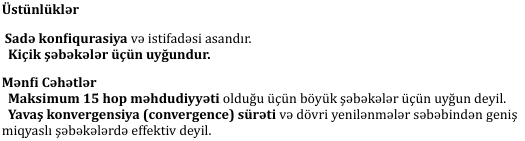 Üstünlüklər
Sadə konfiqurasiya və istifadəsi asandır.
Kiçik şəbəkələr üçün uyğundur.
Mənfi Cəhətlər
Maksimum 15 hop məhdudiyyəti olduğu üçün böyük şəbəkələr üçün uyğun deyil.
Yavaş konvergensiya (convergence) sürəti və dövri yenilənmələr səbəbindən geniş
miqyaslı şəbəkələrdə effektiv deyil.